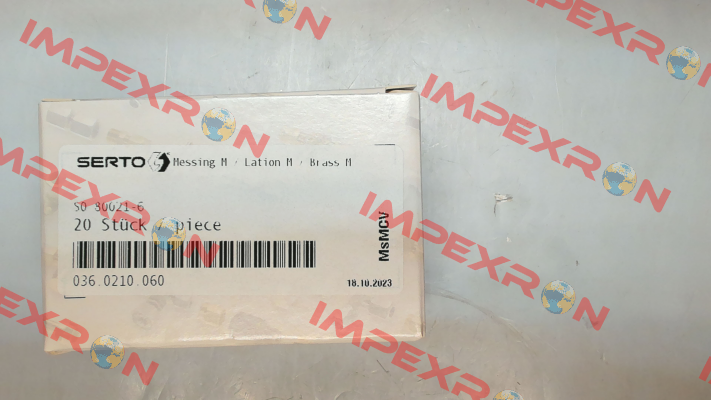 IMPEXRON
SERTO Messing M · Lation M · Brass M
SO 80021-6
20 Stück / piece
036.0210.060
18.10.2023
MsMCV